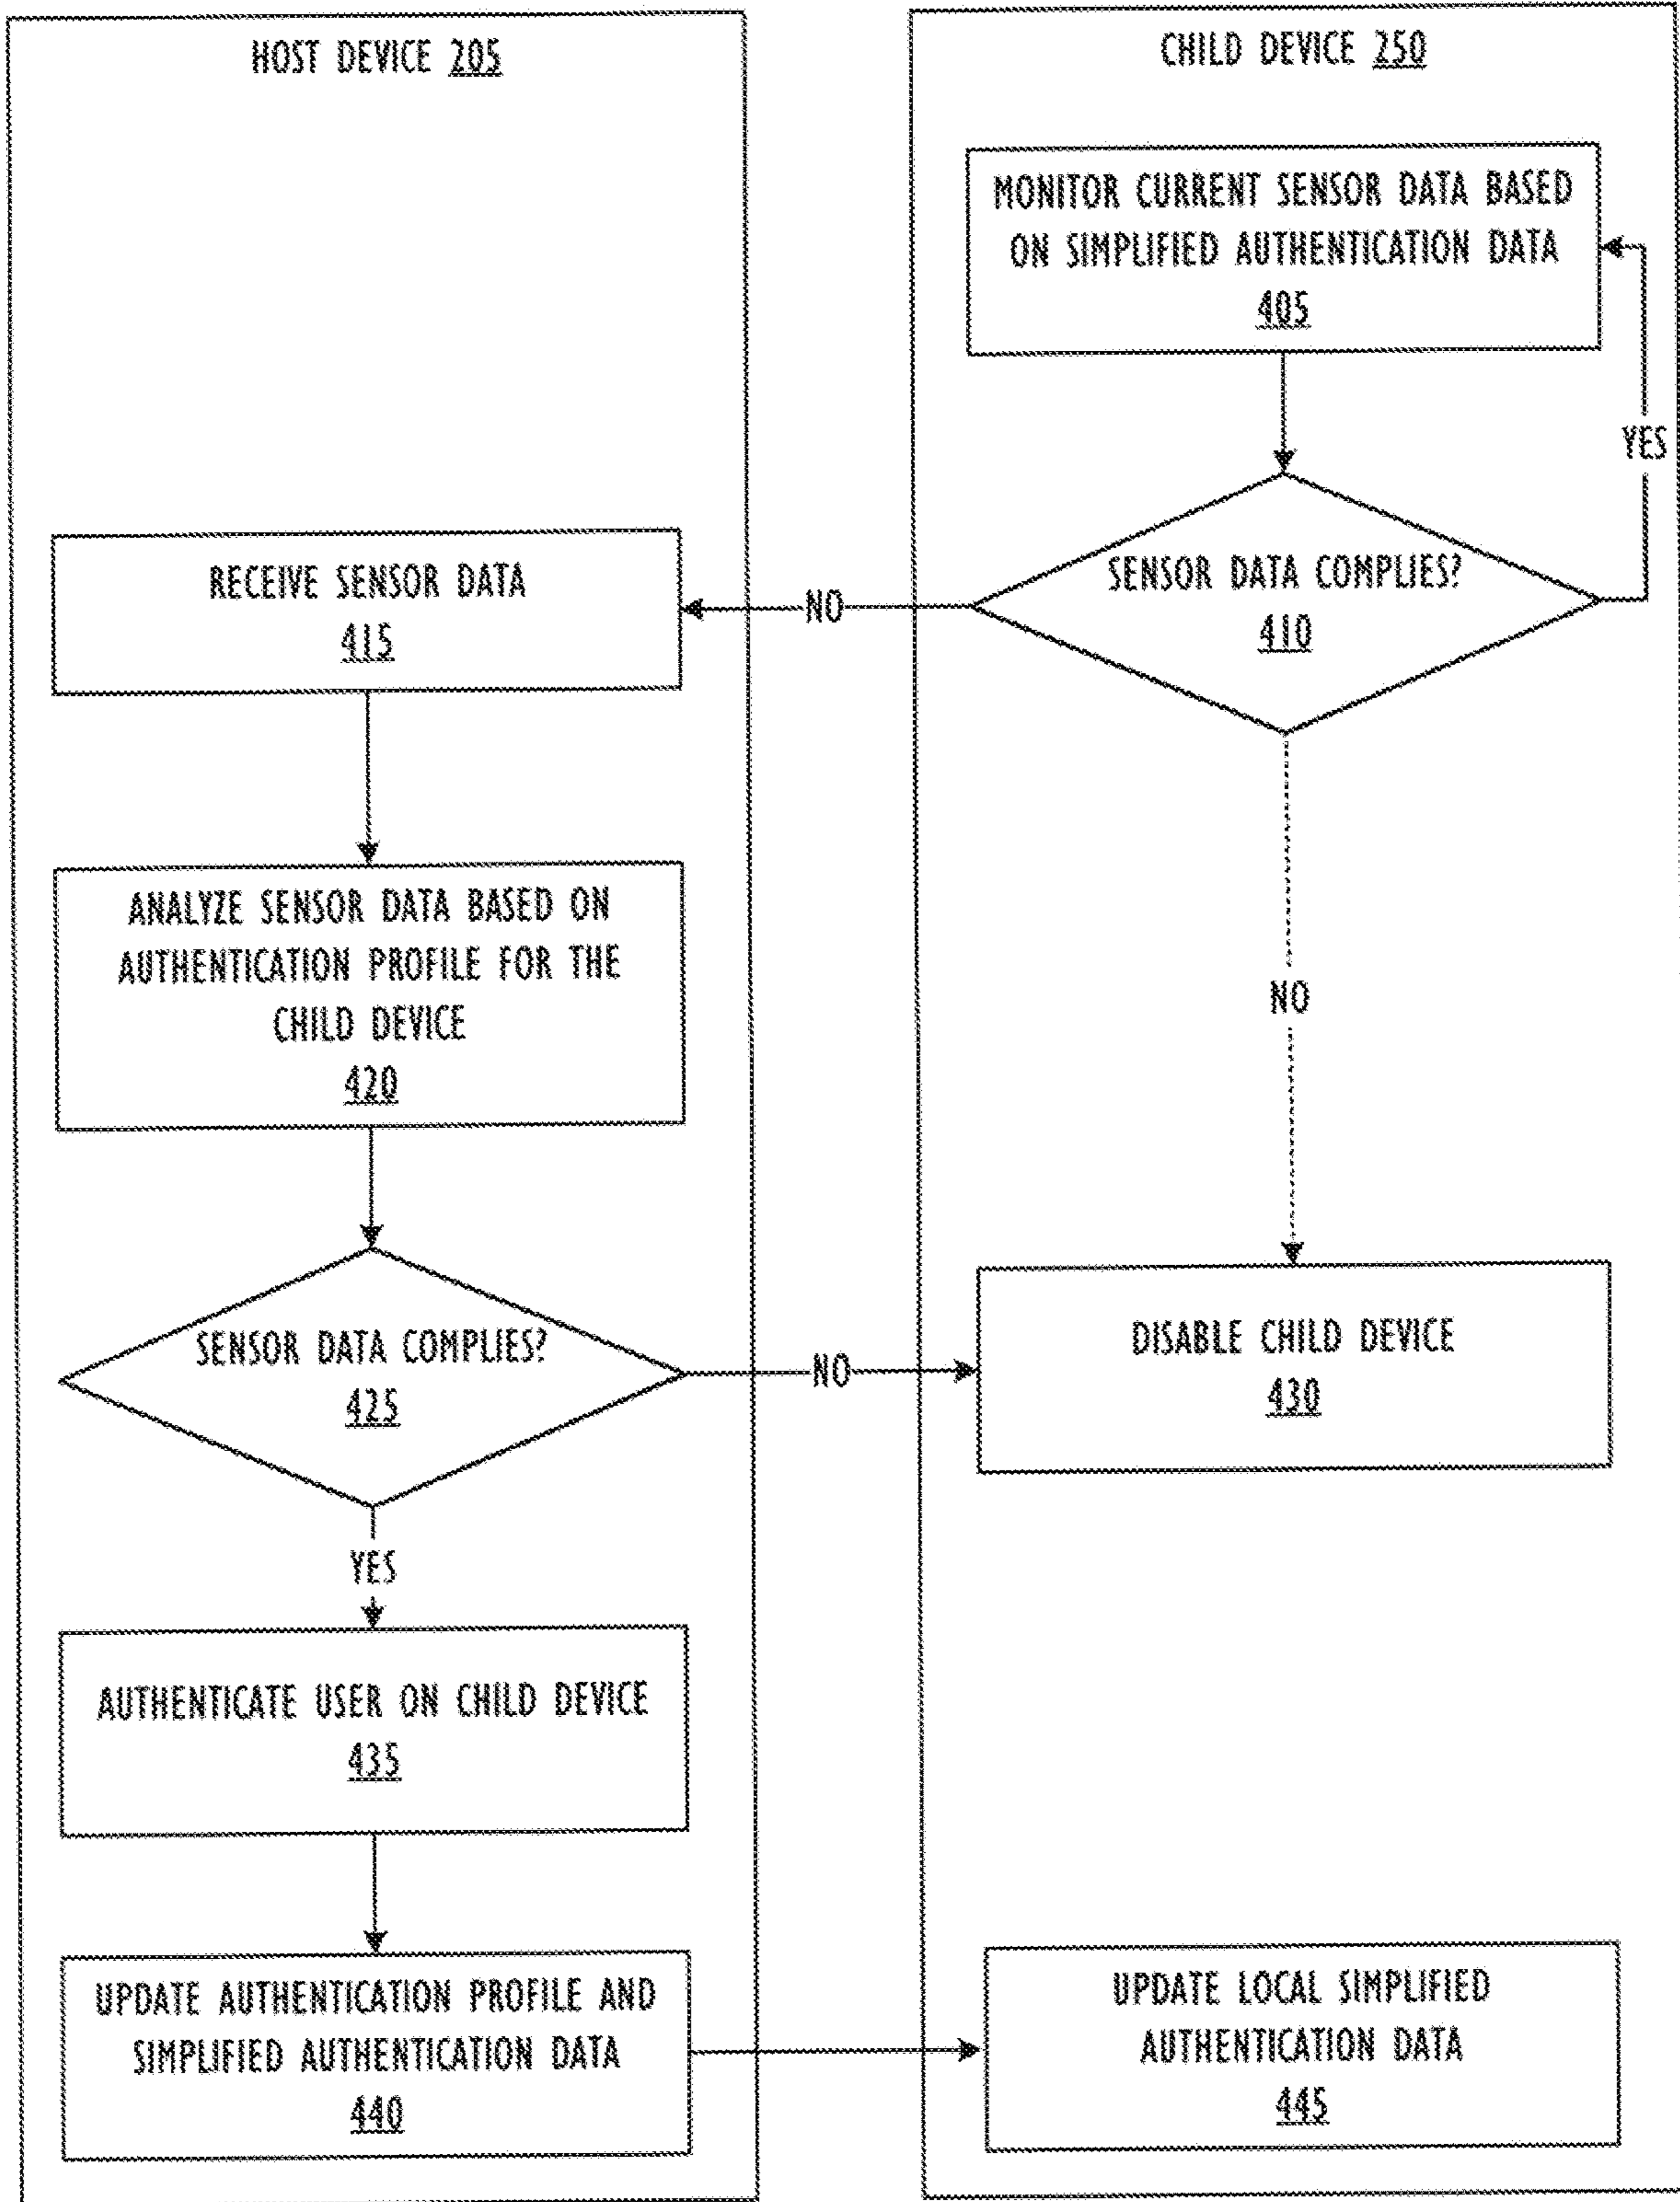 HOST DEVICE 205
CHILD DEVICE 250
MONITOR CURRENT SENSOR DATA BASED
ON SIMPLIFIED AUTHENTICATION DATA
405
YES
SENSOR DATA COMPLIES?
410
NO
RECEIVE SENSOR DATA
415
ANALYZE SENSOR DATA BASED ON
AUTHENTICATION PROFILE FOR THE
CHILD DEVICE
420
NO
SENSOR DATA COMPLIES?
425
NO
DISABLE CHILD DEVICE
430
YES
AUTHENTICATE USER ON CHILD DEVICE
435
UPDATE AUTHENTICATION PROFILE AND
SIMPLIFIED AUTHENTICATION DATA
440
UPDATE LOCAL SIMPLIFIED
AUTHENTICATION DATA
445